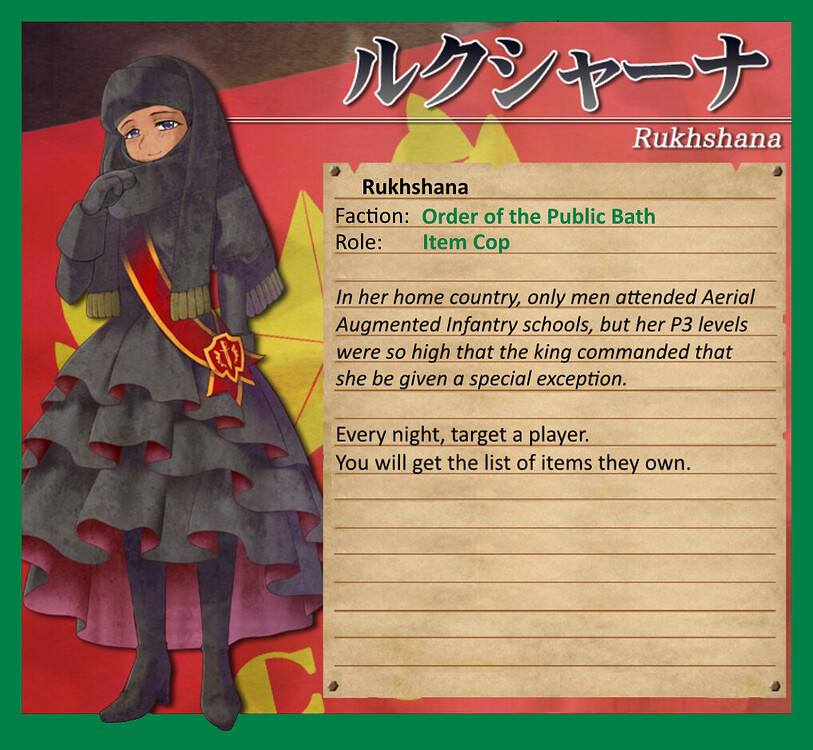 ルクシャーナ
Rukhshana
Rukhshana
Faction: Order of the Public Bath
Role: Item Cop
In her home country, only men attended Aerial
Augmented Infantry schools, but her P3 levels
were so high that the king commanded that
she be given a special exception.
Every night, target a player.
You will get the list of items they own.